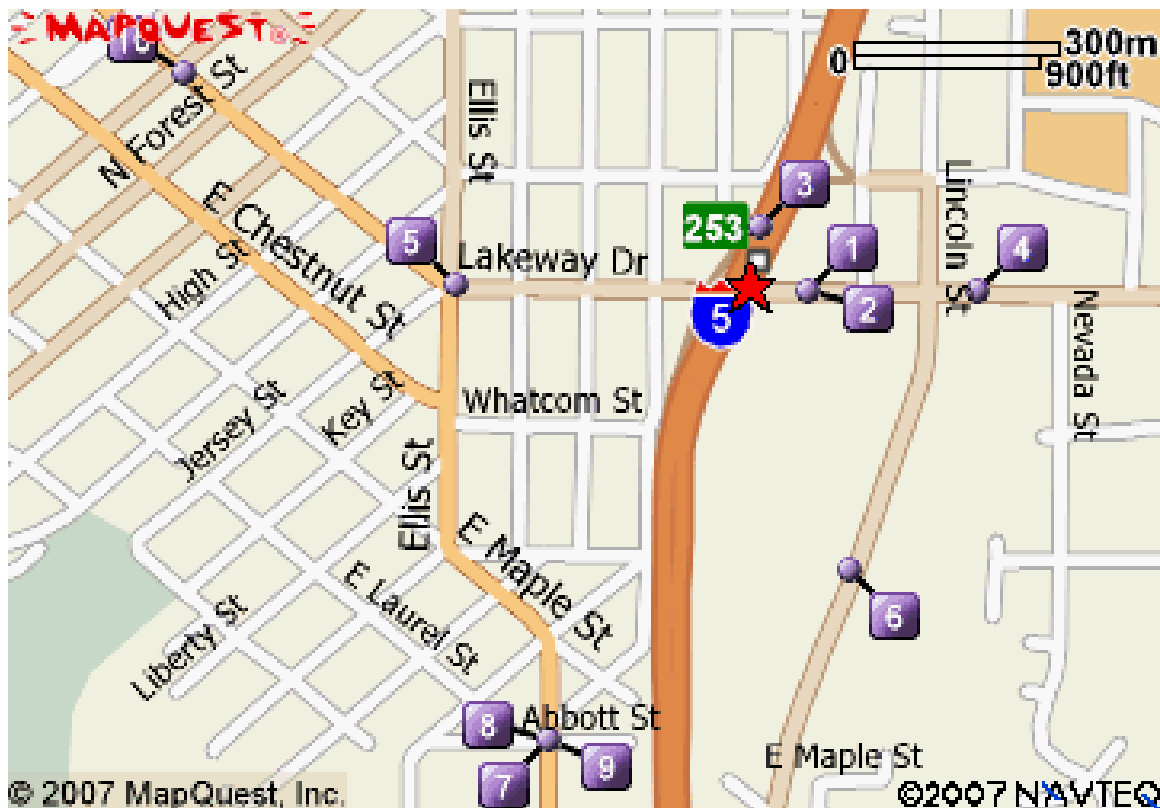 MAPQUEST®
10
N Forest St
Ellis St
0
300m
900ft
E Chestnut St
High St
5
Lakeway Dr
253
3
1
2
Lincoln St
4
5
Nevada St
Whatcom St
Key St
Jersey St
Ellis St
E Maple St
E Laurel St
Liberty St
6
8
Abbott St
7
9
E Maple St
© 2007 MapQuest, Inc.
©2007 NAVTEQ